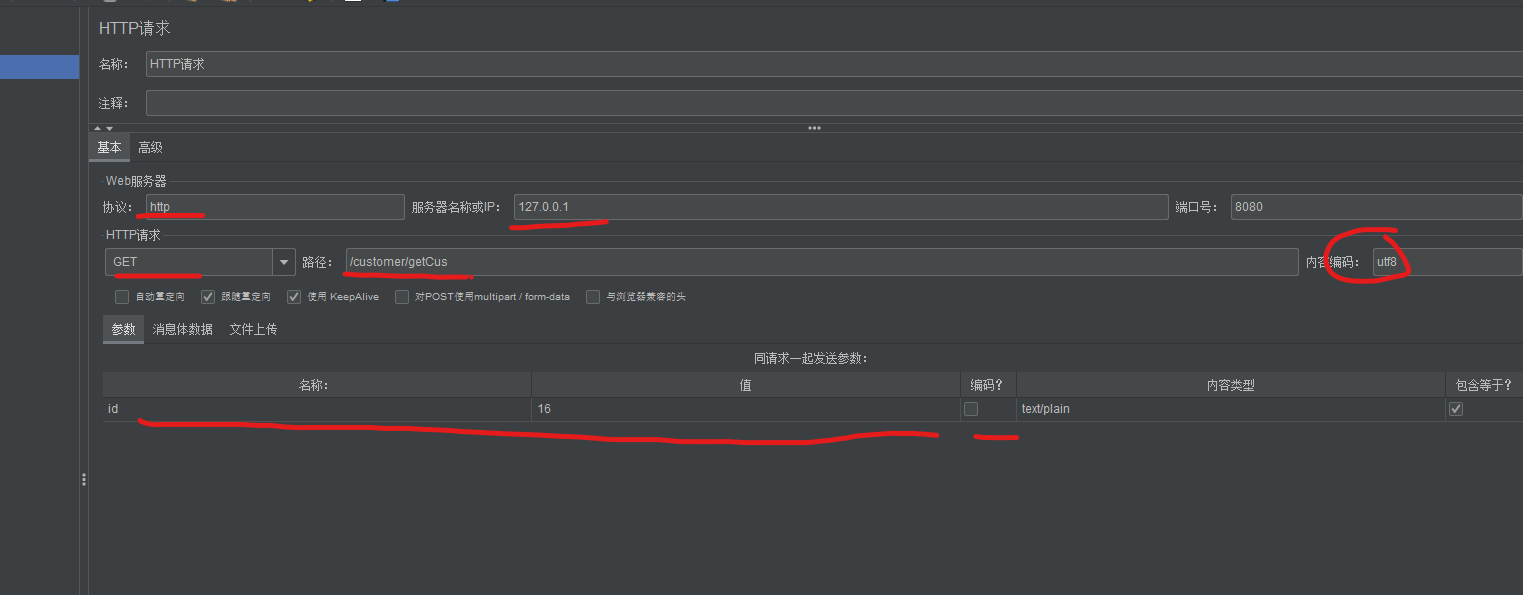 HTTP请求
名称： HTTP请求
注释：
基本 高级
Web服务器
协议： http 服务器名称或IP： 127.0.0.1 端口号： 8080
HTTP请求
GET 路径： /customer/getCus 内容编码： utf8
自动重定向 跟随重定向 使用 KeepAlive 对POST使用multipart / form-data 与浏览器兼容的头
参数 消息体数据 文件上传
同请求一起发送参数：
名称： 值 编码？ 内容类型 包含等于？
id 16 text/plain